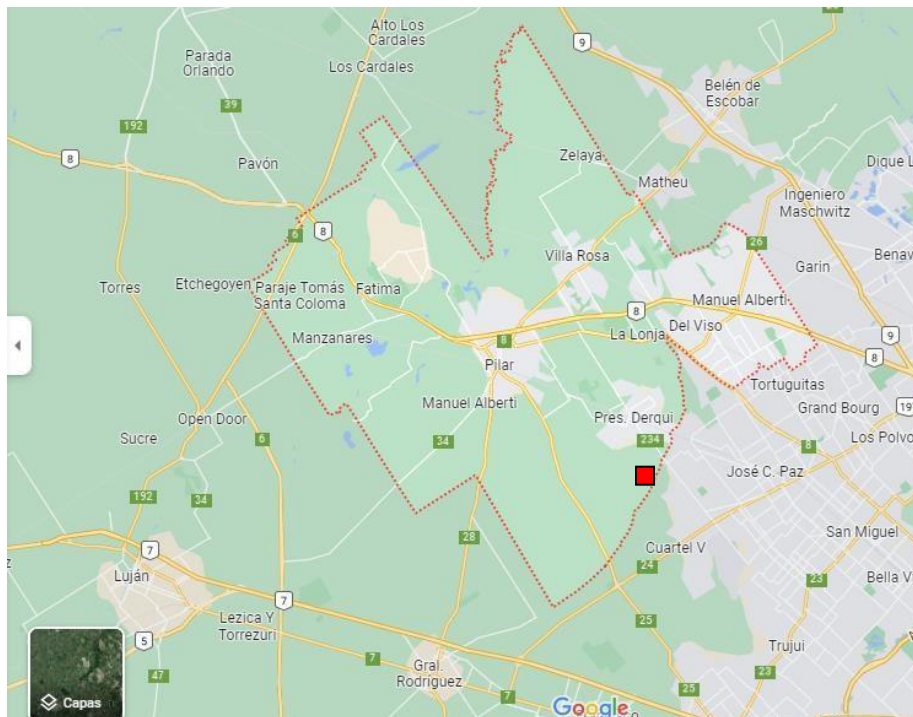 Alto Los
Cardales
9
Parada
Orlando
Los Cardales
39
Belén de
Escobar
192
8
Pavón
Zelaya
Dique L
Matheu
Ingeniero
Maschwitz
6
8
26
Villa Rosa
Garin
Benav
Torres
Etchegoyen
Paraje Tomás
Santa Coloma
Fatima
Manuel Alberti
8
Del Viso
La Lonja
Manzanares
8
9
8
Pilar
Tortuguitas
Manuel Alberti
Grand Bourg
197
Open Door
Pres. Derqui
Sucre
6
34
234
8
Los Polvo
José C. Paz
192
34
San Miguel
28
Cuartel V
7
24
Luján
23
Bella V
7
Lezica Y
Torrezuri
25
5
Trujui
7
Gral.
Rodríguez
47
23
7
25
Capas
Google